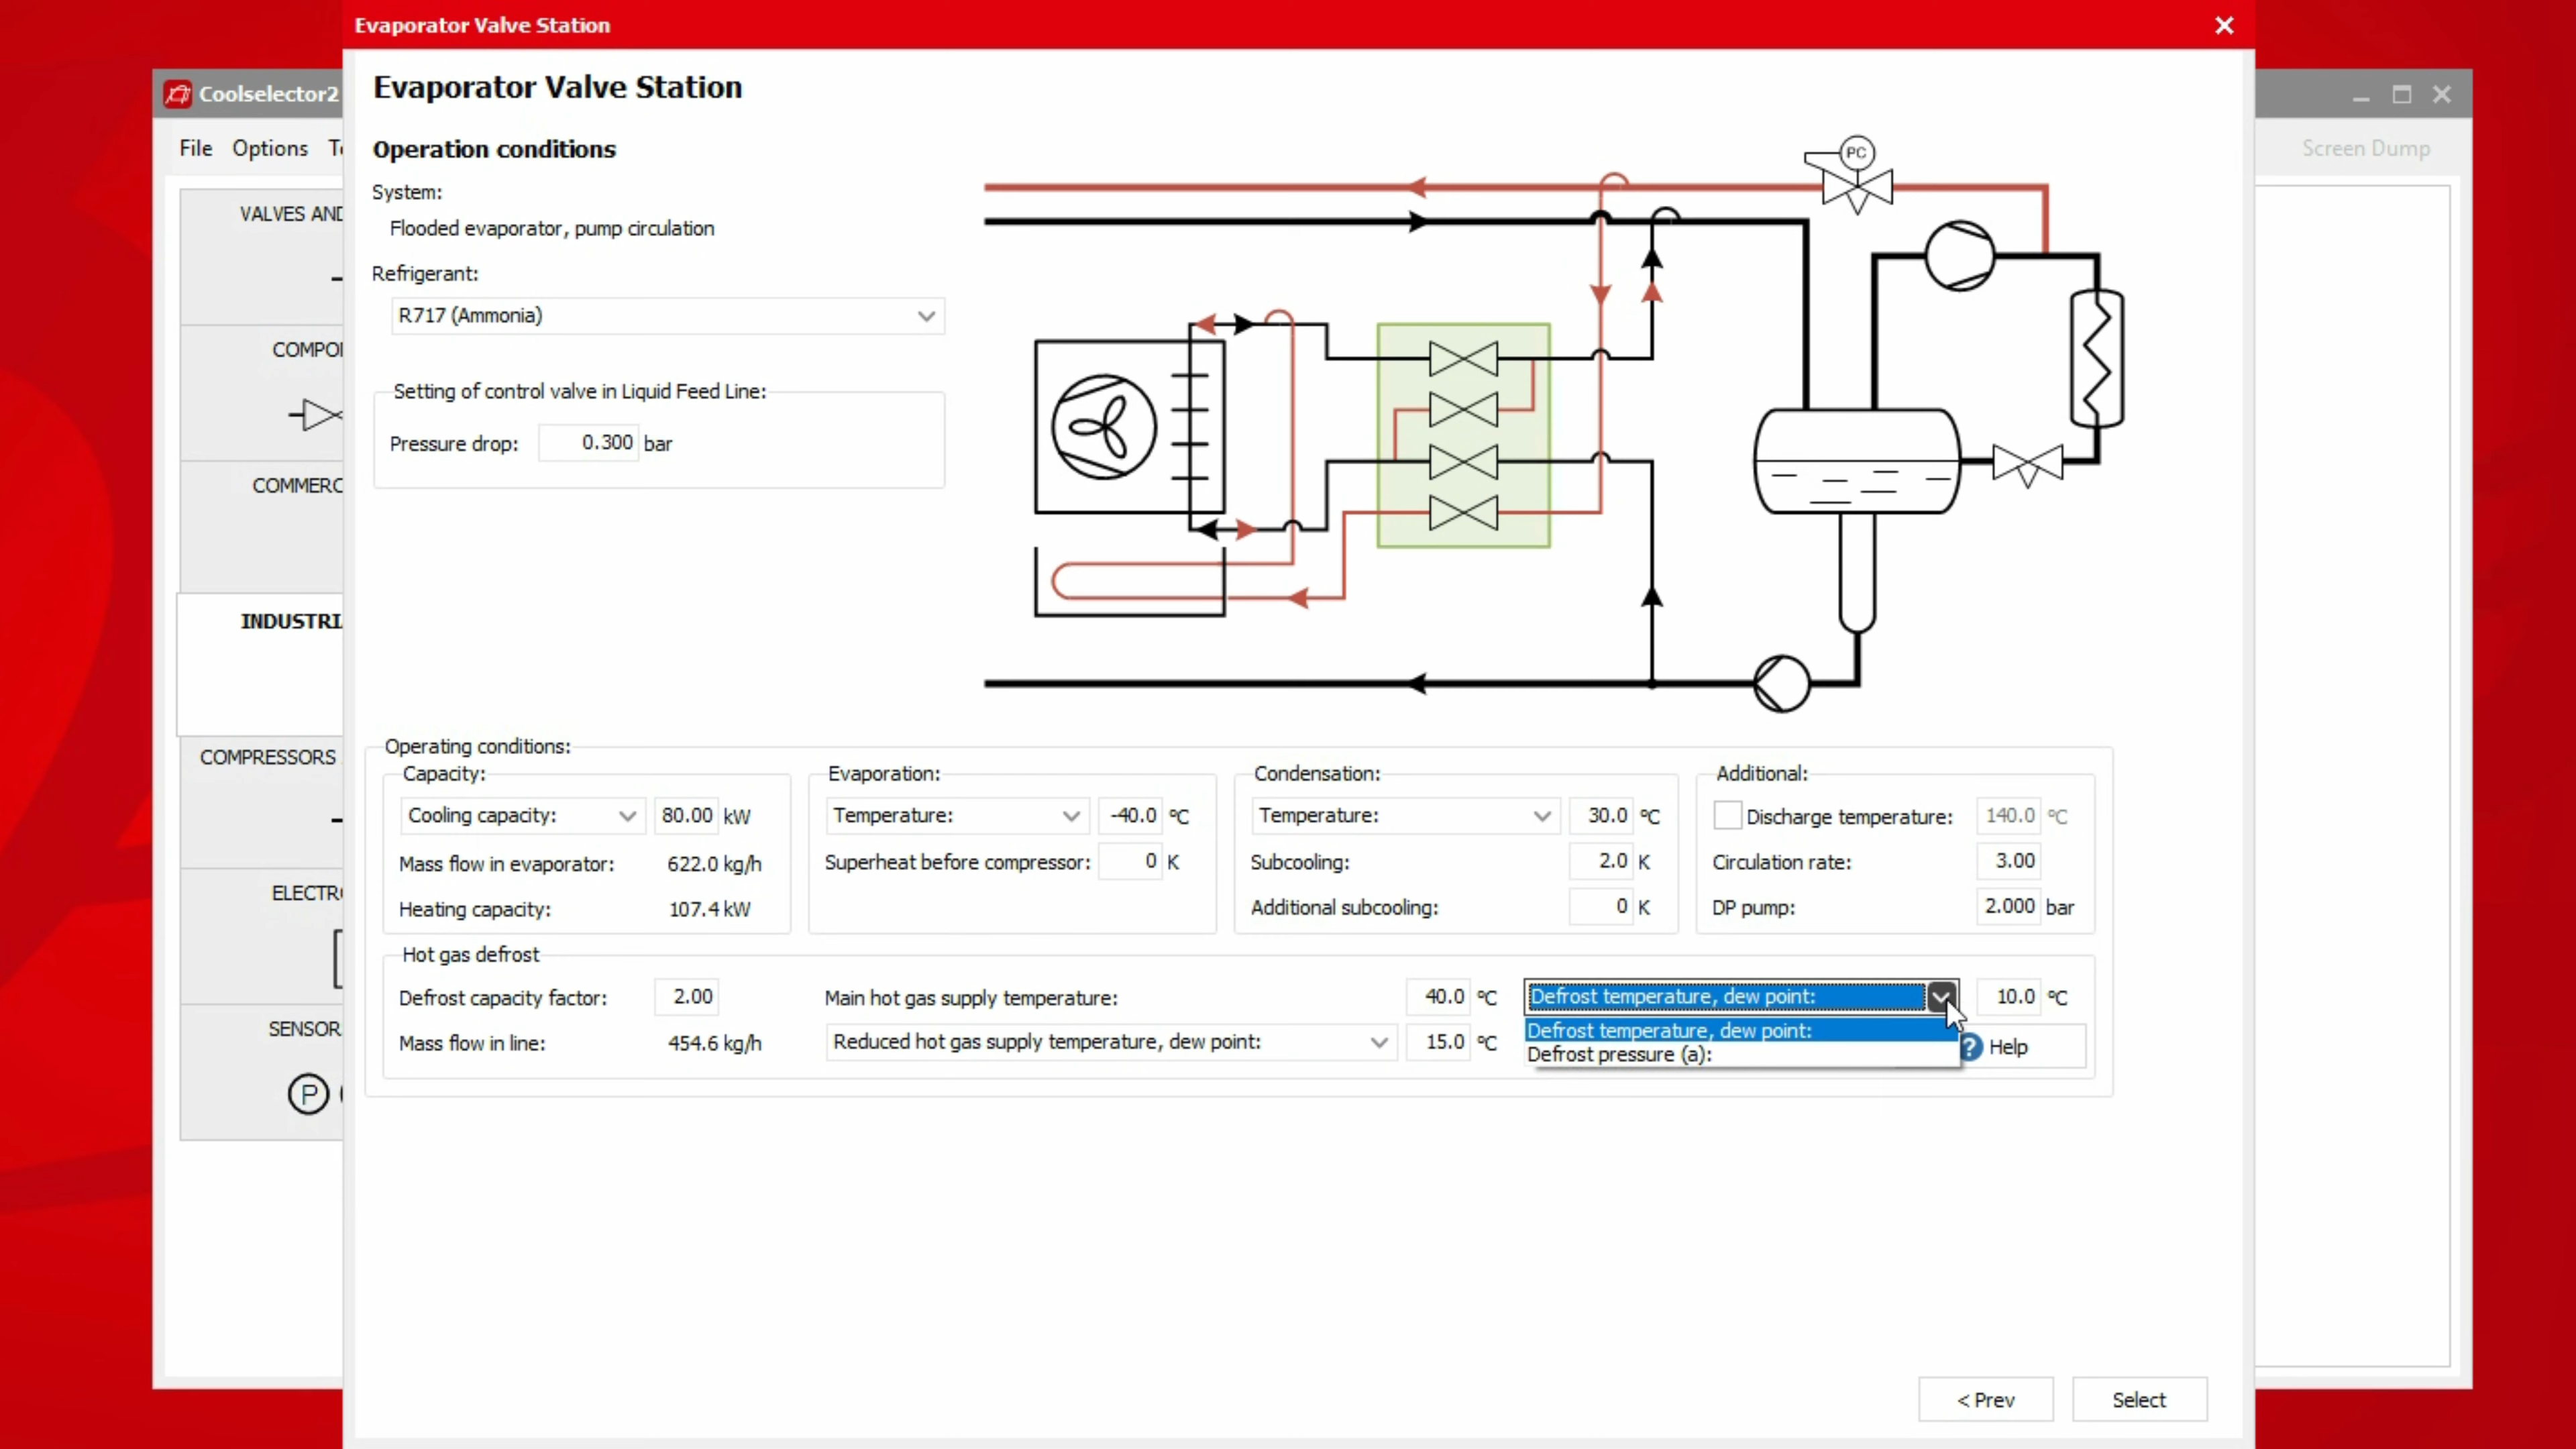 Evaporator Valve Station
Coolselector2
File Options
Screen Dump
VALVES AND
COMMERC
INDUSTRI
COMPRESSORS
SENSOR
P
Evaporator Valve Station
Operation conditions
System:
Flooded evaporator, pump circulation
Refrigerant:
R717 (Ammonia)
Setting of control valve in Liquid Feed Line:
Pressure drop: 0.300 bar
PC
Operating conditions:
Capacity:
Cooling capacity: 80.00 kW
Mass flow in evaporator: 622.0 kg/h
Heating capacity: 107.4 kW
Evaporation:
Temperature: -40.0 °C
Superheat before compressor: 0 K
Condensation:
Temperature: 30.0 °C
Subcooling: 2.0 K
Additional subcooling: 0 K
Additional:
Discharge temperature: 140.0 °C
Circulation rate: 3.00
DP pump: 2.000 bar
Hot gas defrost
Defrost capacity factor: 2.00
Mass flow in line: 454.6 kg/h
Main hot gas supply temperature: 40.0 °C
Reduced hot gas supply temperature, dew point: 15.0 °C
Defrost temperature, dew point: 10.0 °C
Defrost temperature, dew point:
Defrost pressure (a):
? Help
< Prev
Select